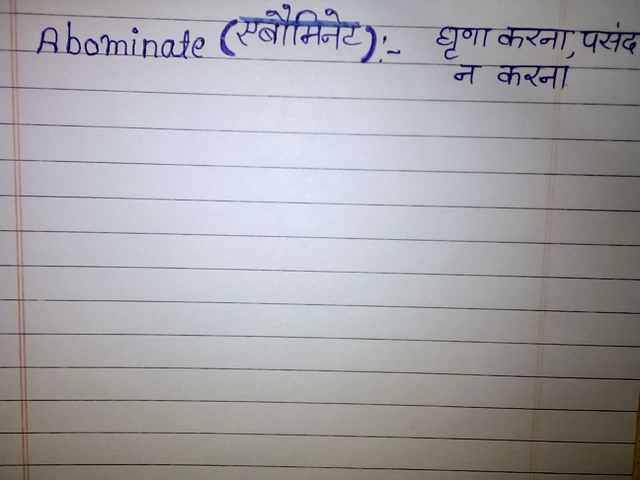 Abominate (एबौमिनेट):- घृणा करना, पसंद
न करना